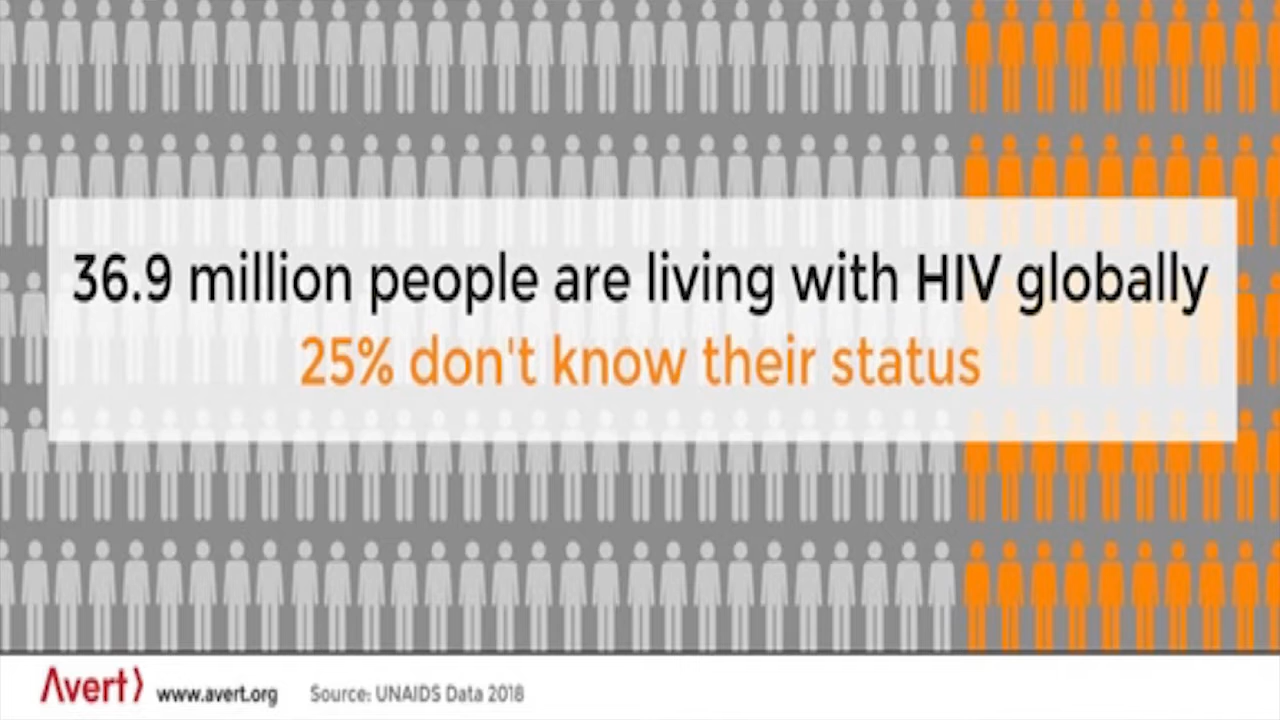 36.9 million people are living with HIV globally
25% don't know their status
Avert www.avert.org Source: UNAIDS Data 2018